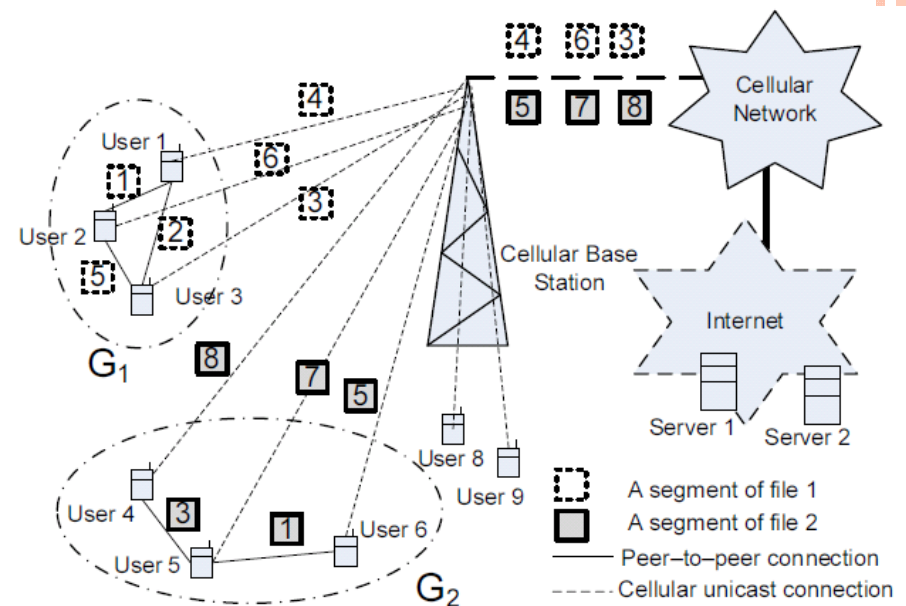 4 6 3
Cellular
Network
5 7 8
4
User 1
6
1
3
2
User 2
5
User 3
Cellular Base
Station
Internet
G1
8
7
5
Server 1
Server 2
User 8
User 9
User 4
3
1
User 6
User 5
G2
A segment of file 1
A segment of file 2
Peer–to–peer connection
Cellular unicast connection